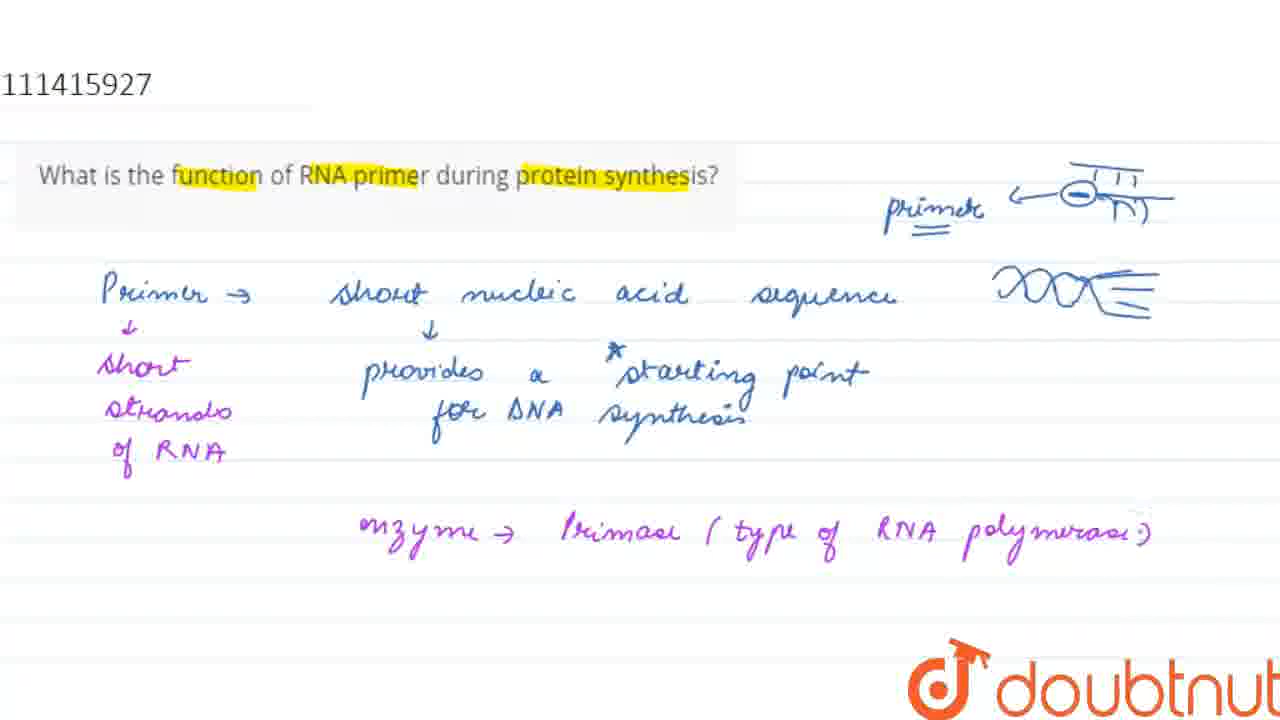 111415927
What is the function of RNA primer during protein synthesis?
primer
Primer → short nucleic acid sequence
↓ ↓
short provides a *starting point
strands for DNA synthesis
of RNA
enzyme → Primase (type of RNA polymerase)
doubtnut